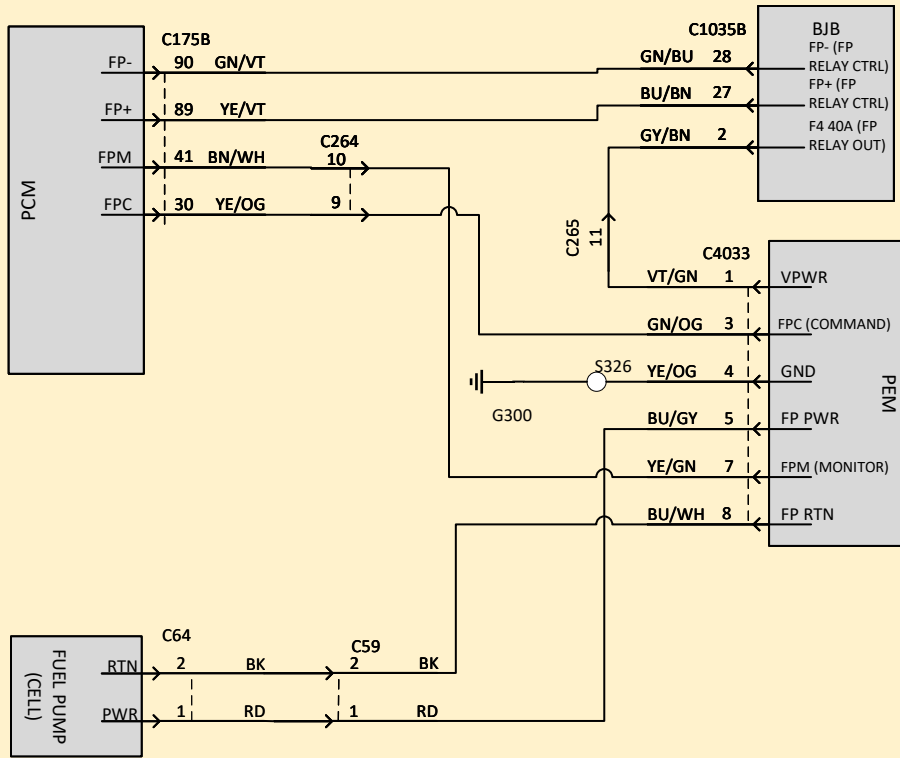 C175B
C1035B
BJB
FP- 90 GN/VT
GN/BU 28 FP- (FP
RELAY CTRL)
FP+ 89 YE/VT
BU/BN 27 FP+ (FP
RELAY CTRL)
GY/BN 2 F4 40A (FP
RELAY OUT)
C264
FPM 41 BN/WH 10
FPC 30 YE/OG 9
PCM
C265
11
C4033
VT/GN 1 VPWR
GN/OG 3 FPC (COMMAND)
S326
YE/OG 4 GND
G300
BU/GY 5 FP PWR
YE/GN 7 FPM (MONITOR)
BU/WH 8 FP RTN
PEM
C64
C59
RTN 2 BK 2 BK
PWR 1 RD 1 RD
FUEL PUMP
(CELL)